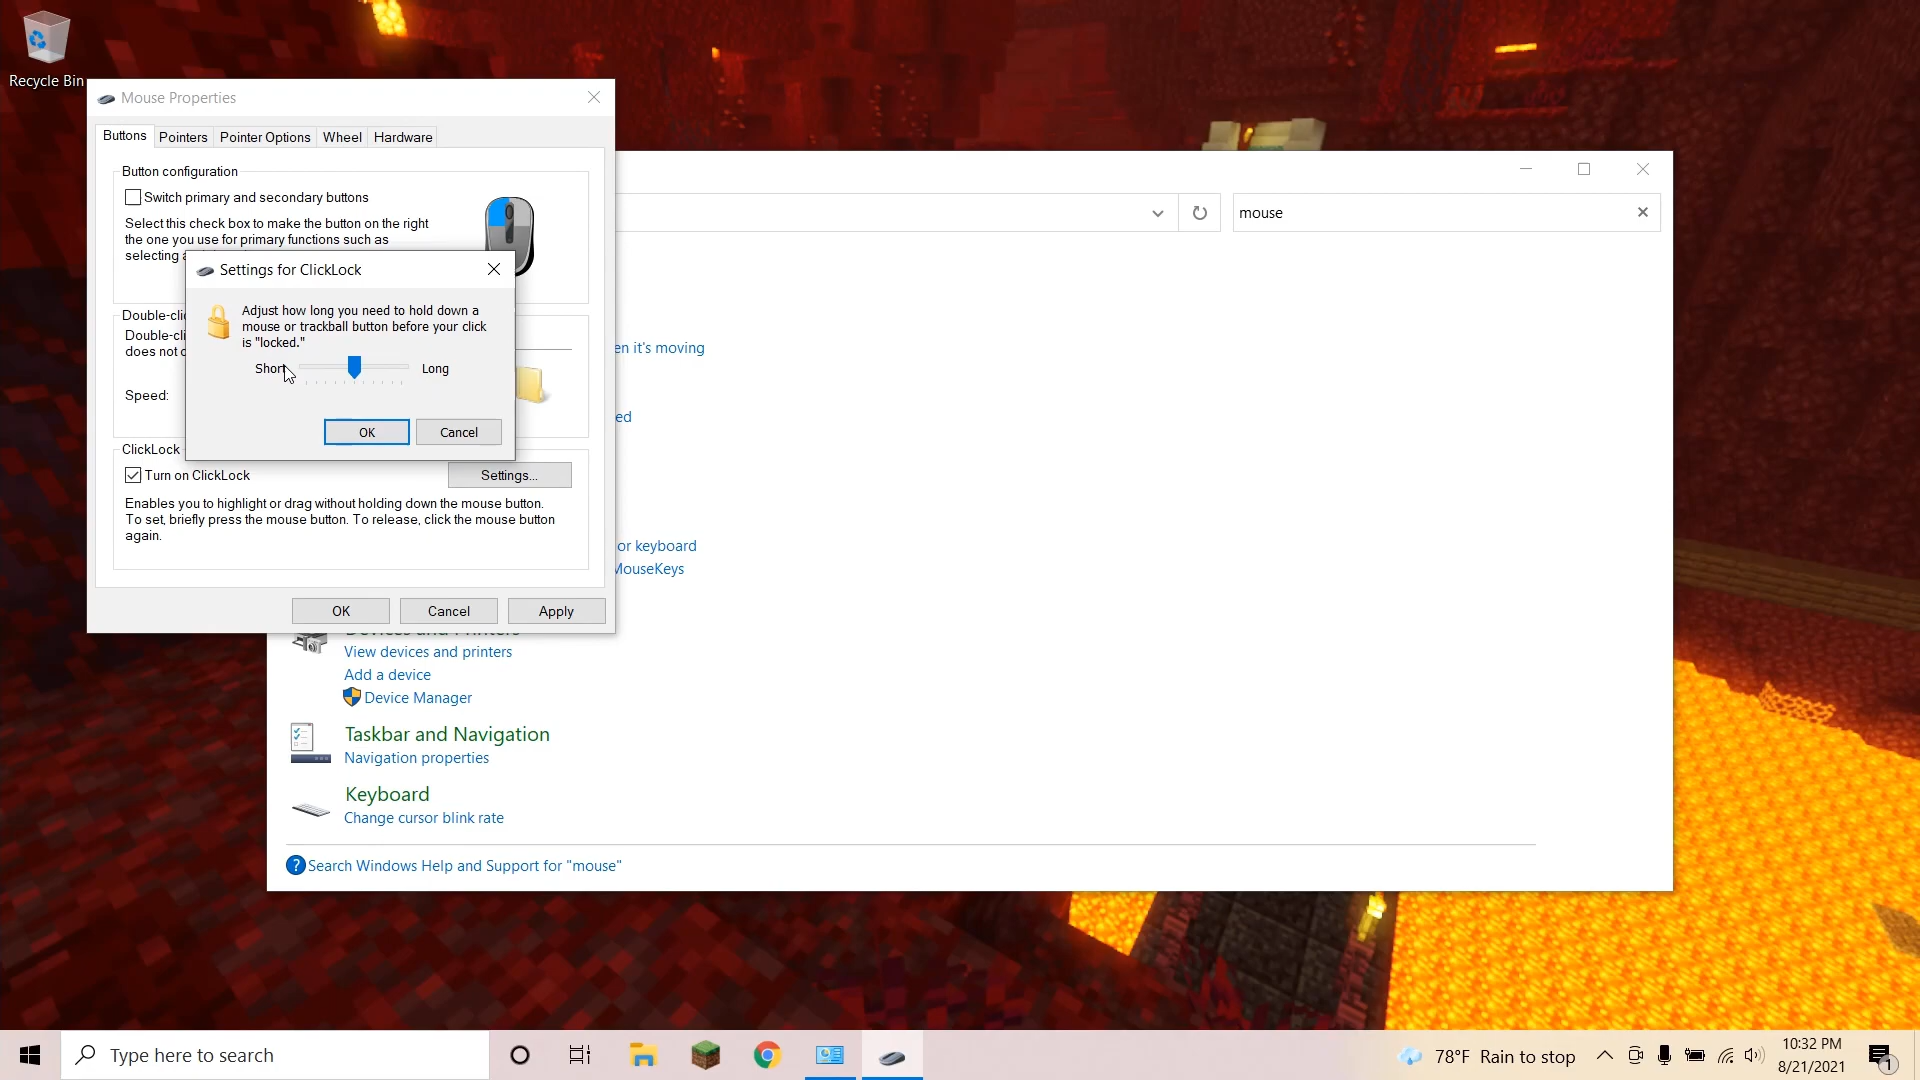 Recycle Bin
Mouse Properties
Buttons
Pointers
Pointer Options
Wheel
Hardware
Button configuration
Switch primary and secondary buttons
Select this check box to make the button on the right
the one you use for primary functions such as
selecting
Settings for ClickLock
Adjust how long you need to hold down a
mouse or trackball button before your click
is "locked."
Short
Long
OK
Cancel
Double-cli
Double-cli
does not
Speed:
ClickLock
Turn on ClickLock
Settings...
Enables you to highlight or drag without holding down the mouse button.
To set, briefly press the mouse button. To release, click the mouse button
again.
OK
Cancel
Apply
mouse
en it's moving
ed
or keyboard
MouseKeys
Devices and Printers
View devices and printers
Add a device
Device Manager
Taskbar and Navigation
Navigation properties
Keyboard
Change cursor blink rate
Search Windows Help and Support for "mouse"
Type here to search
78°F Rain to stop
10:32 PM
8/21/2021
1